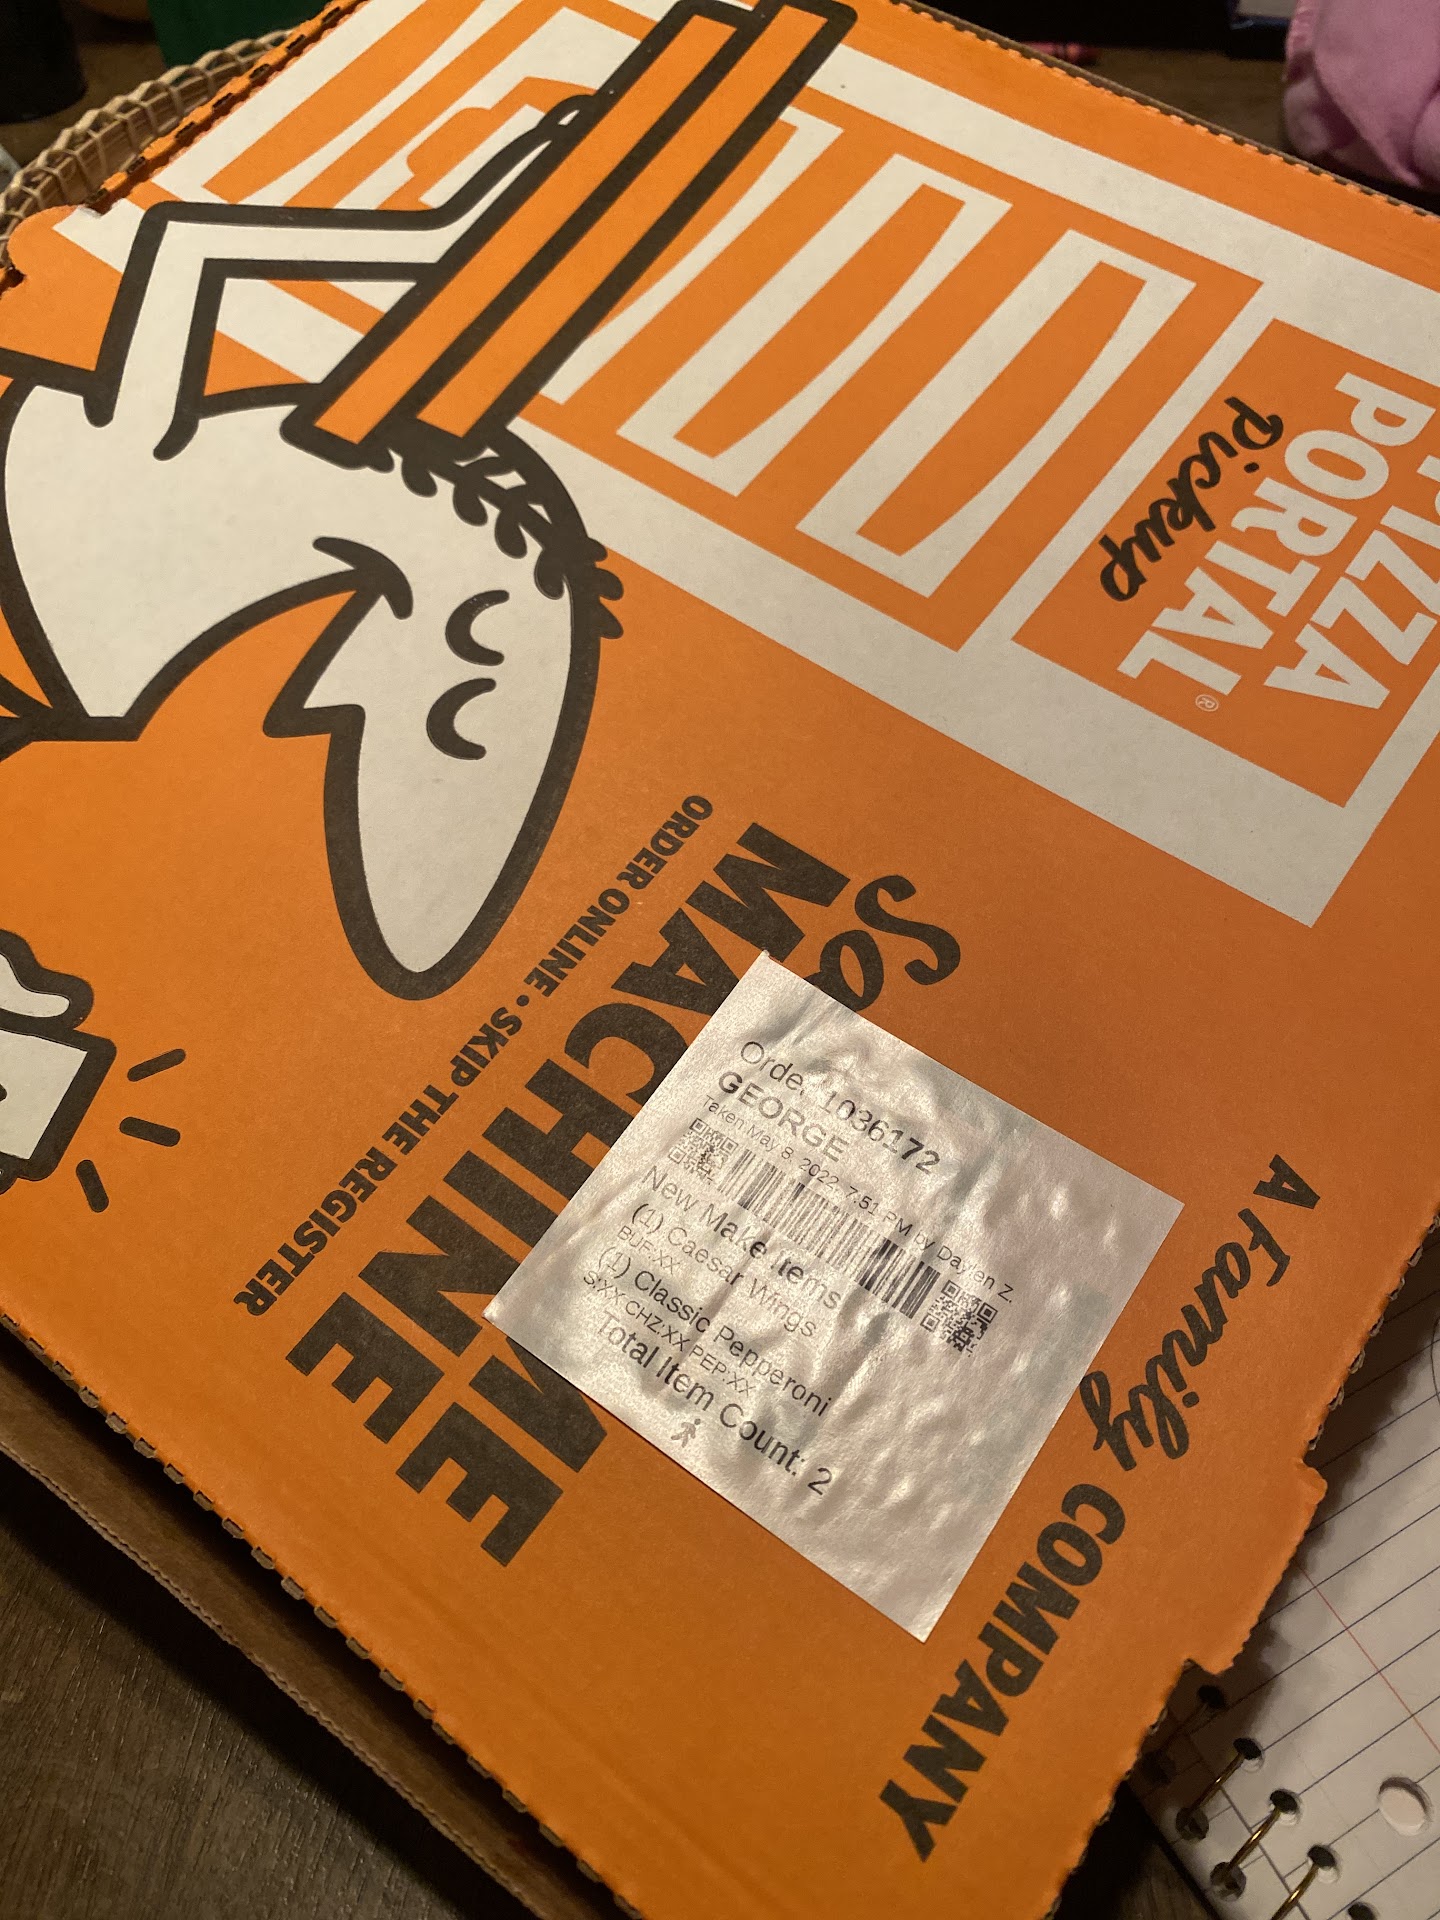 PIZZA
PORTAL®
Pickup
So
MACHINE
ME
ORDER ONLINE • SKIP THE REGISTER
A Family COMPANY
Order 1036172
GEORGE
Taken May 8, 2022, 7:51 PM by Daylen Z.
New Make Items
(1) Caesar Wings
BUF:XX
(1) Classic Pepperoni
S:XX CHZ:XX PEP:XX
Total Item Count: 2